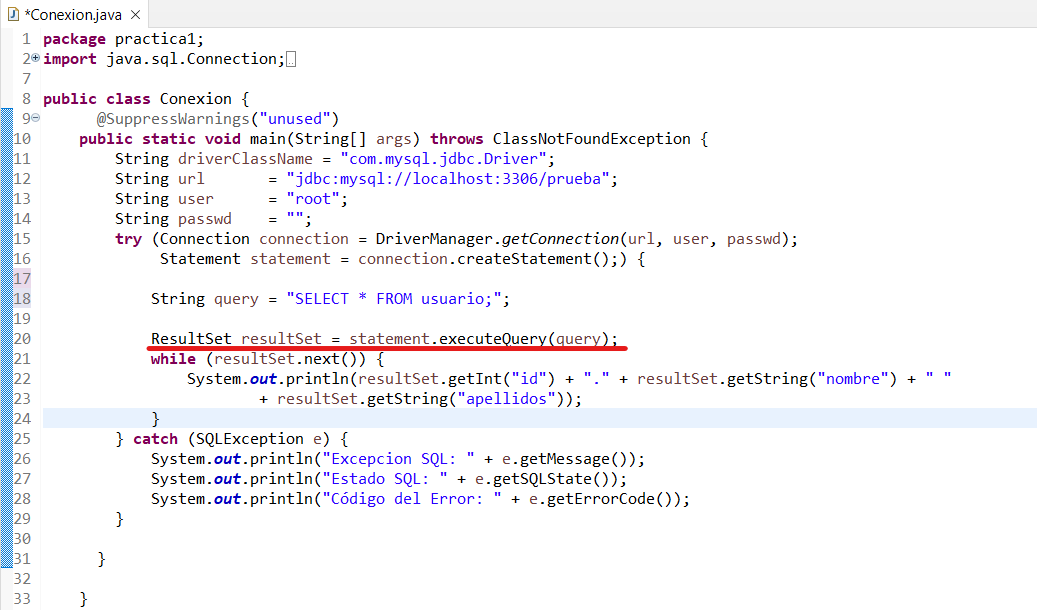 *Conexion.java
1 package practica1;
2 import java.sql.Connection;
7
8 public class Conexion {
9 @SuppressWarnings("unused")
10 public static void main(String[] args) throws ClassNotFoundException {
11 String driverClassName = "com.mysql.jdbc.Driver";
12 String url = "jdbc:mysql://localhost:3306/prueba";
13 String user = "root";
14 String passwd = "";
15 try (Connection connection = DriverManager.getConnection(url, user, passwd);
16 Statement statement = connection.createStatement();) {
17
18 String query = "SELECT * FROM usuario;";
19
20 ResultSet resultSet = statement.executeQuery(query);
21 while (resultSet.next()) {
22 System.out.println(resultSet.getInt("id") + "." + resultSet.getString("nombre") + " "
23 + resultSet.getString("apellidos"));
24 }
25 } catch (SQLException e) {
26 System.out.println("Excepcion SQL: " + e.getMessage());
27 System.out.println("Estado SQL: " + e.getSQLState());
28 System.out.println("Código del Error: " + e.getErrorCode());
29 }
30
31 }
32
33 }